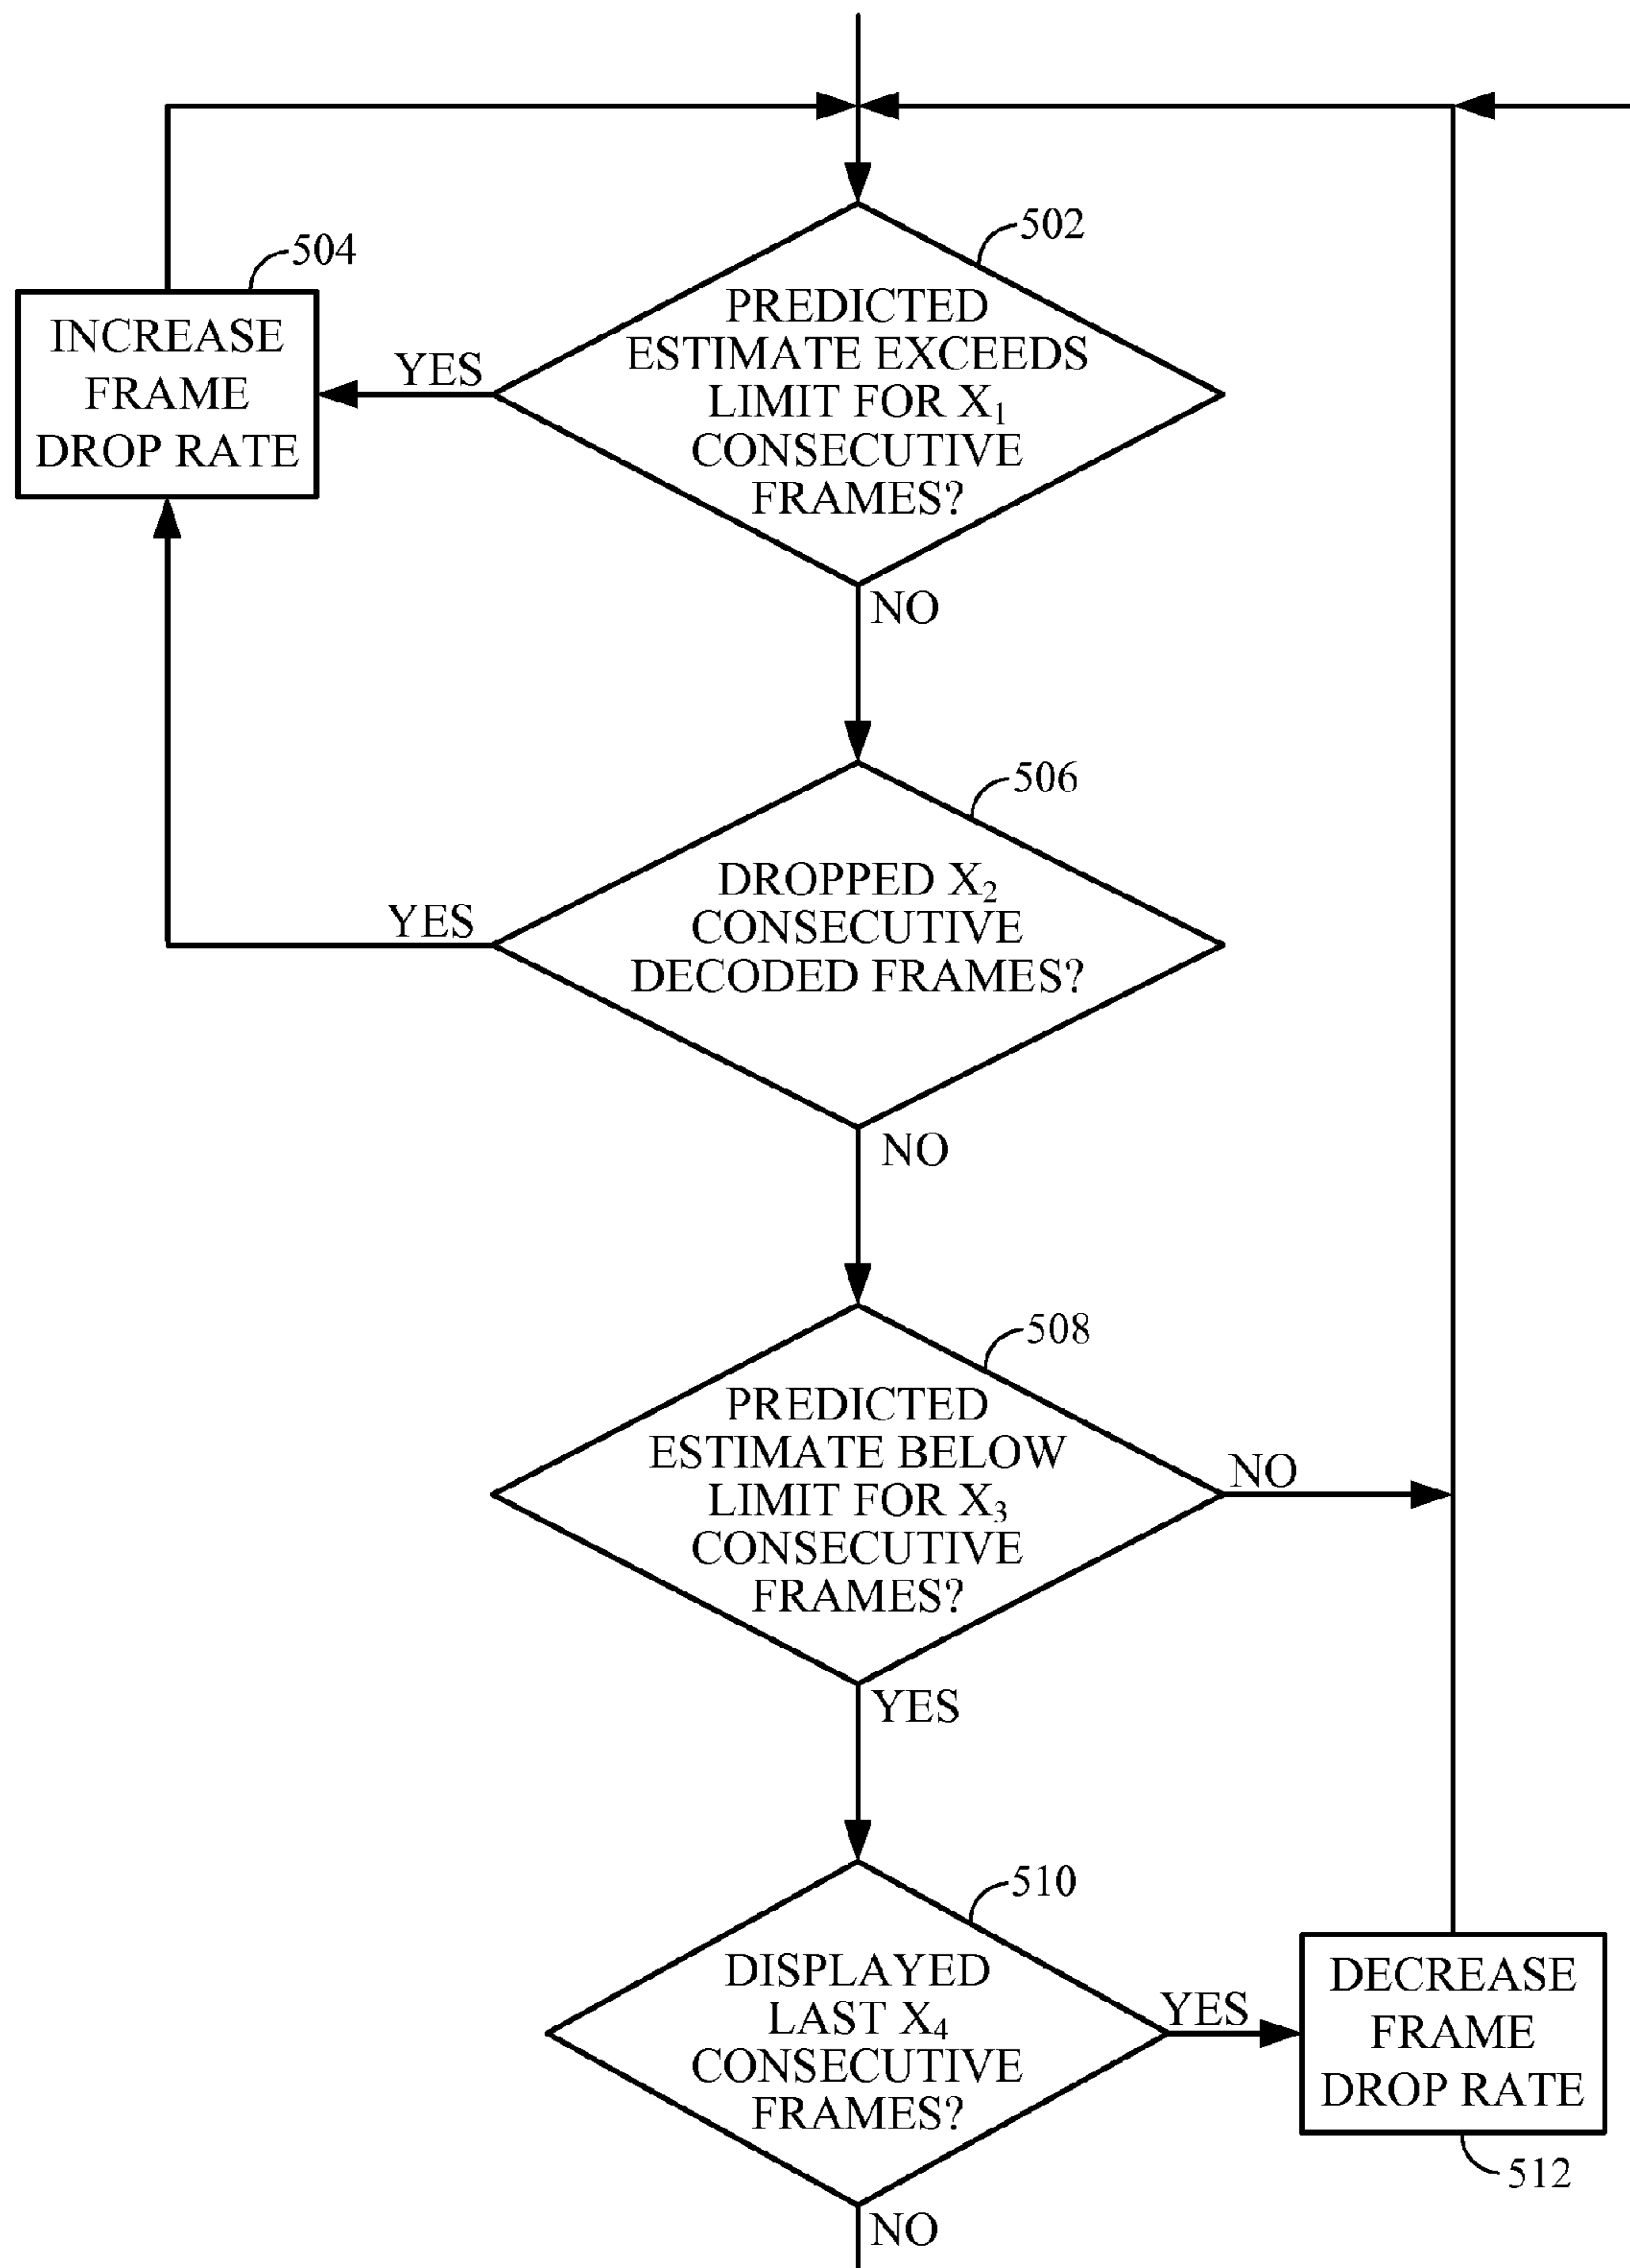 502
PREDICTED
ESTIMATE EXCEEDS
LIMIT FOR X₁
CONSECUTIVE
FRAMES?
504
INCREASE
FRAME
DROP RATE
YES
NO
506
DROPPED X₂
CONSECUTIVE
DECODED FRAMES?
YES
NO
508
PREDICTED
ESTIMATE BELOW
LIMIT FOR X₃
CONSECUTIVE
FRAMES?
NO
YES
510
DISPLAYED
LAST X₄
CONSECUTIVE
FRAMES?
YES
DECREASE
FRAME
DROP RATE
512
NO